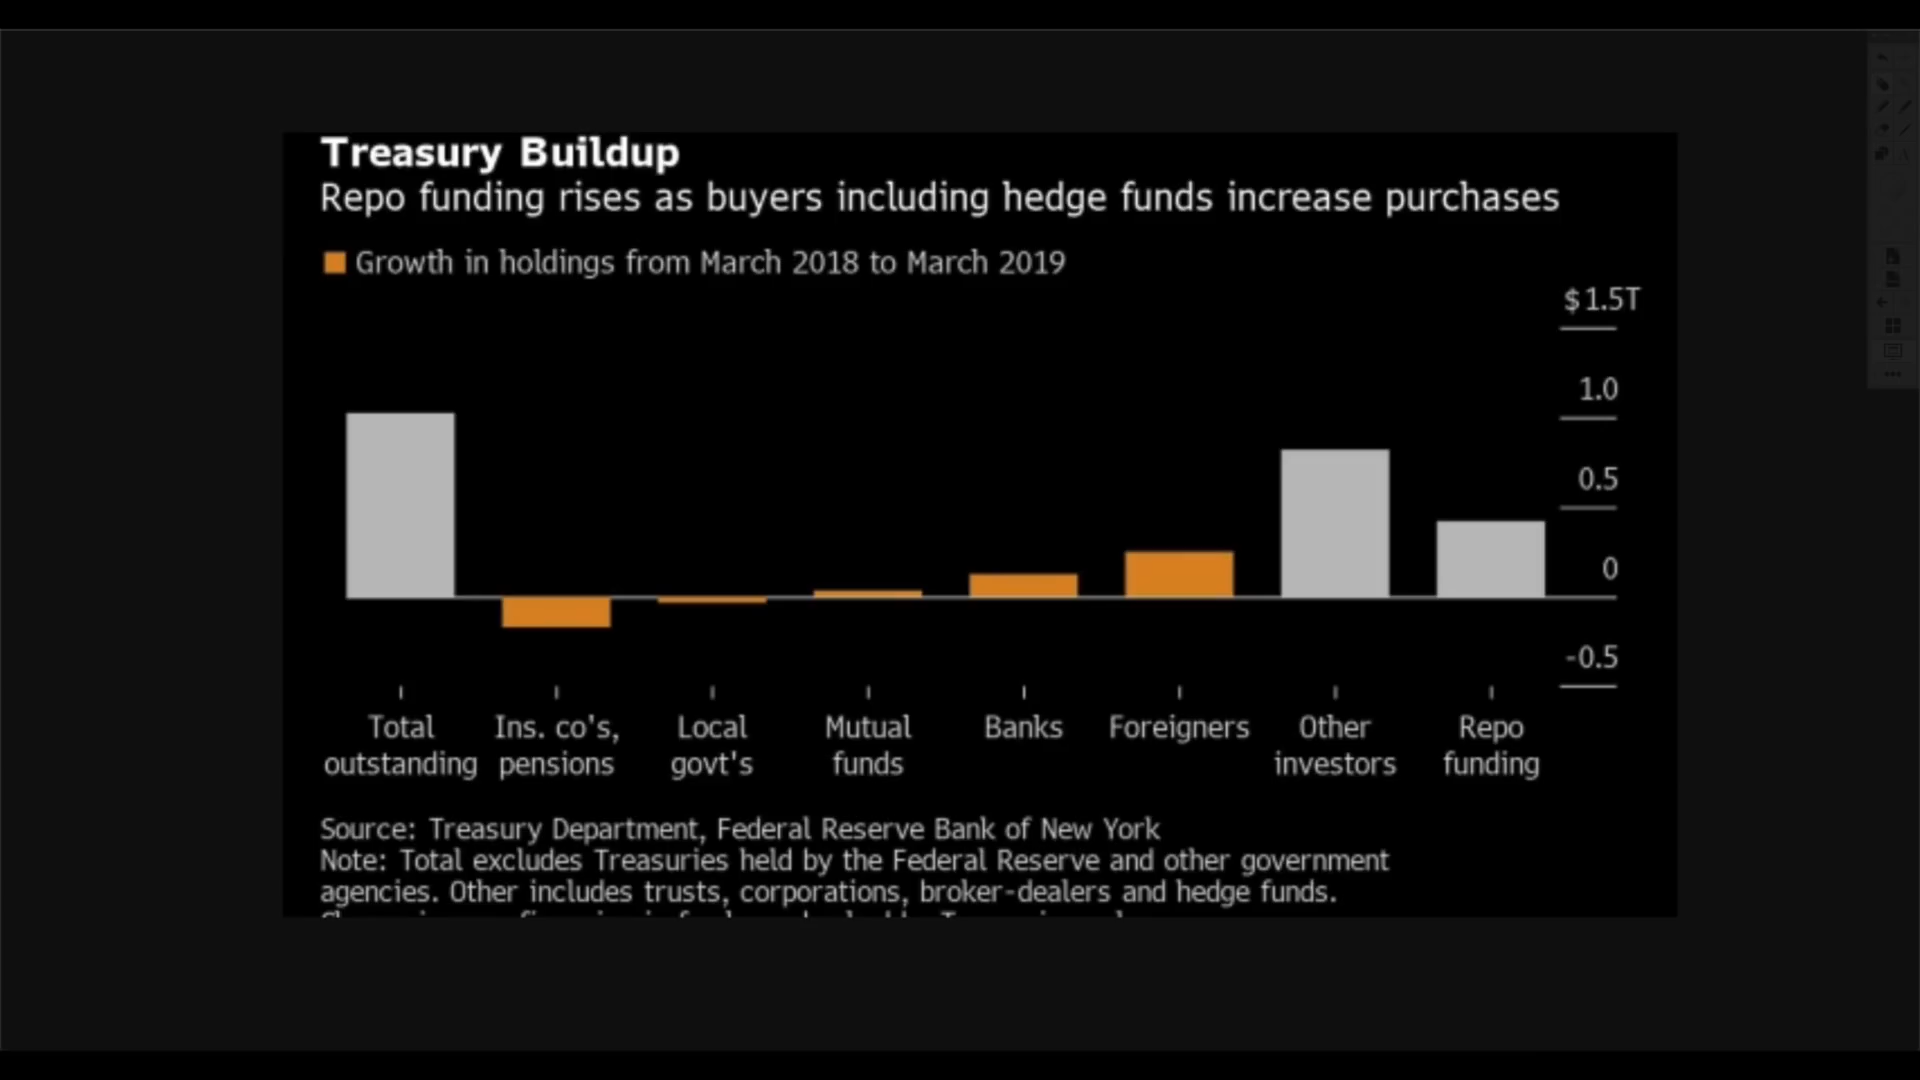 Treasury Buildup
Repo funding rises as buyers including hedge funds increase purchases
Growth in holdings from March 2018 to March 2019
$1.5T
1.0
0.5
0
-0.5
Total outstanding
Ins. co's, pensions
Local govt's
Mutual funds
Banks
Foreigners
Other investors
Repo funding
Source: Treasury Department, Federal Reserve Bank of New York
Note: Total excludes Treasuries held by the Federal Reserve and other government
agencies. Other includes trusts, corporations, broker-dealers and hedge funds.